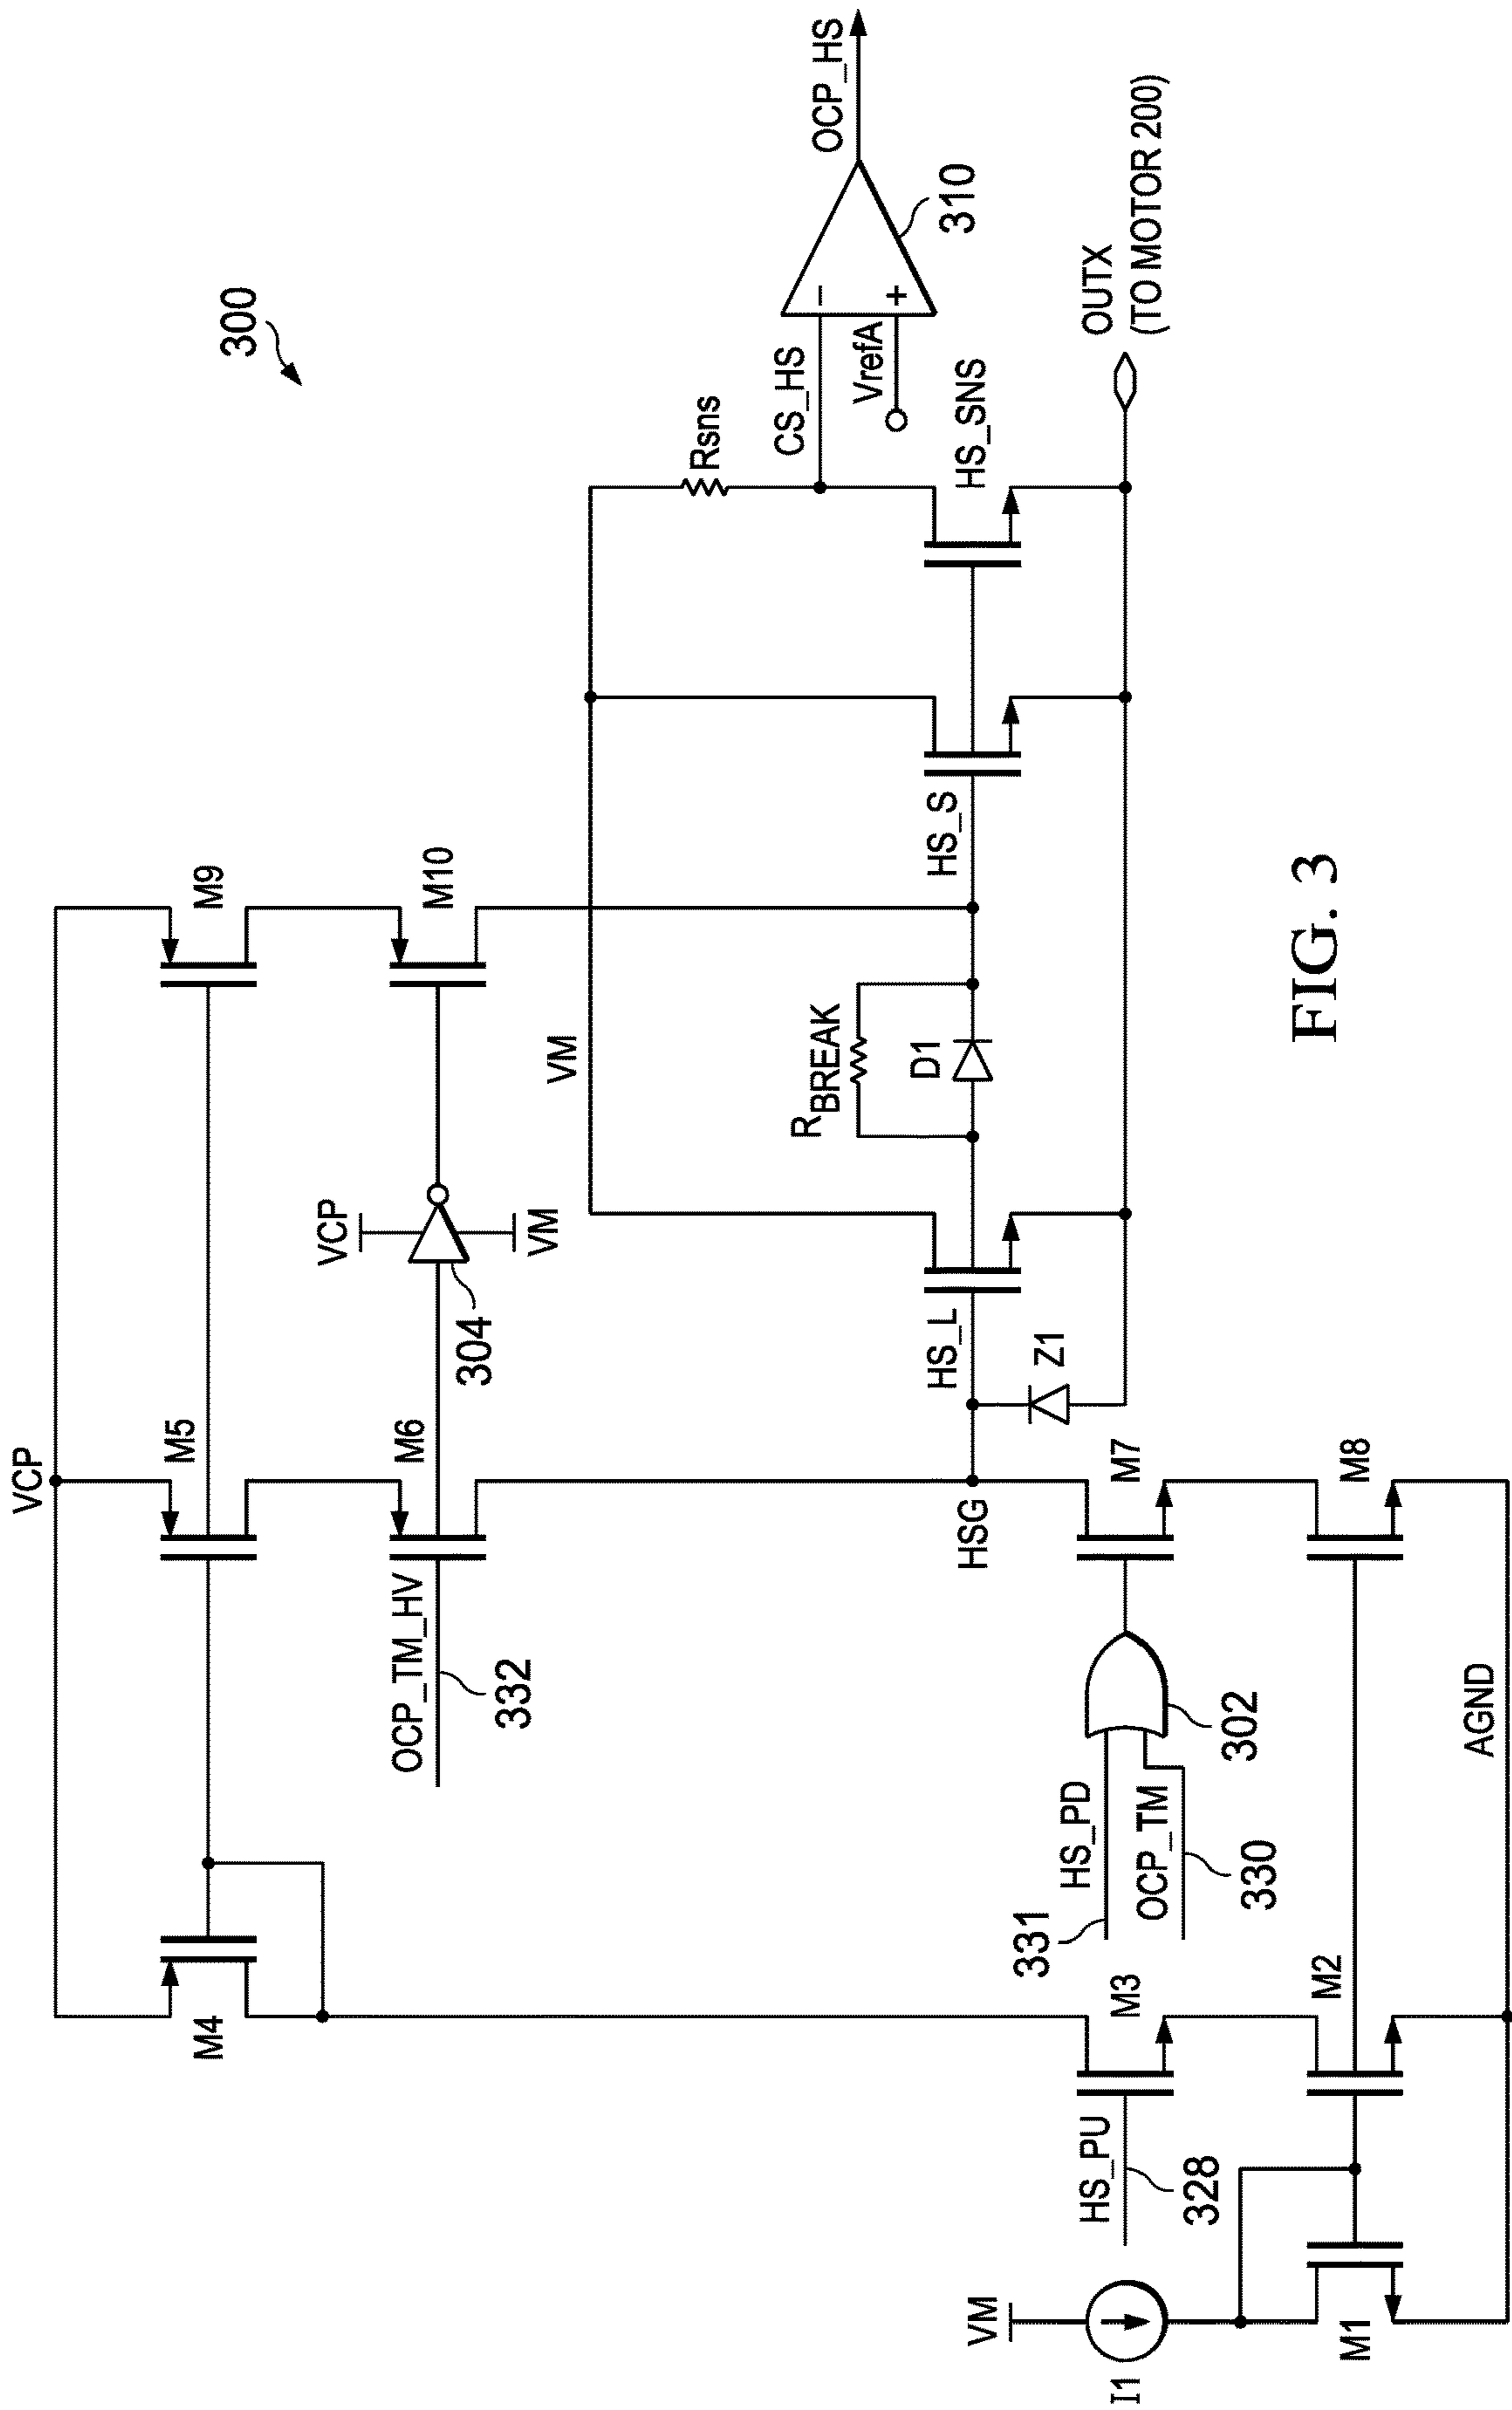 300
VCP
M4
M5
M9
OCP_TM_HV
332
M6
VCP
304
VM
M10
VM
Rsns
CS_HS
VrefA
−
+
310
OCP_HS
RBREAK
D1
HSG
HS_L
HS_S
HS_SNS
Z1
OUTX
(TO MOTOR 200)
VM
I1
HS_PU
328
M3
331
HS_PD
OCP_TM
330
302
M7
M1
M2
M8
AGND
FIG. 3